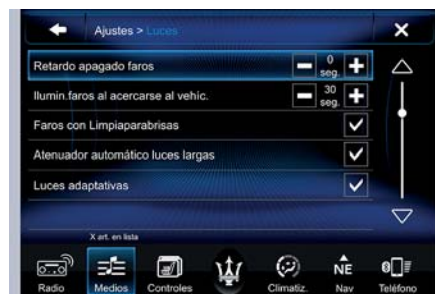 Ajustes > Luces
Retardo apagado faros
0
seg.
Ilumin.faros al acercarse al vehic.
30
seg.
Faros con Limpiaparabrisas
Atenuador automático luces largas
Luces adaptativas
X art. en lista
Radio
Medios
Controles
Climatiz.
NE
Nav
Teléfono